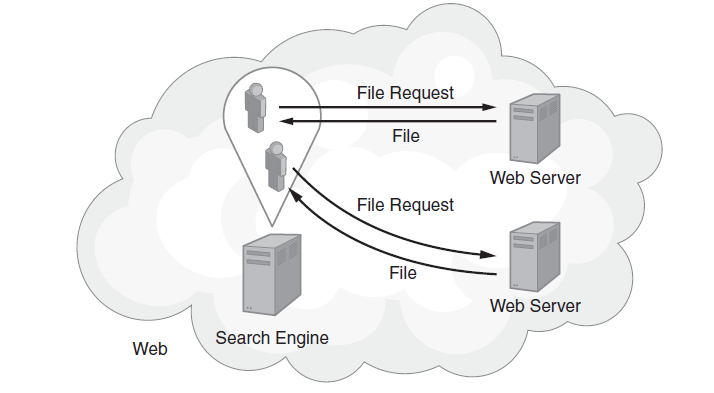 File Request
File
Web Server
File Request
File
Web Server
Search Engine
Web